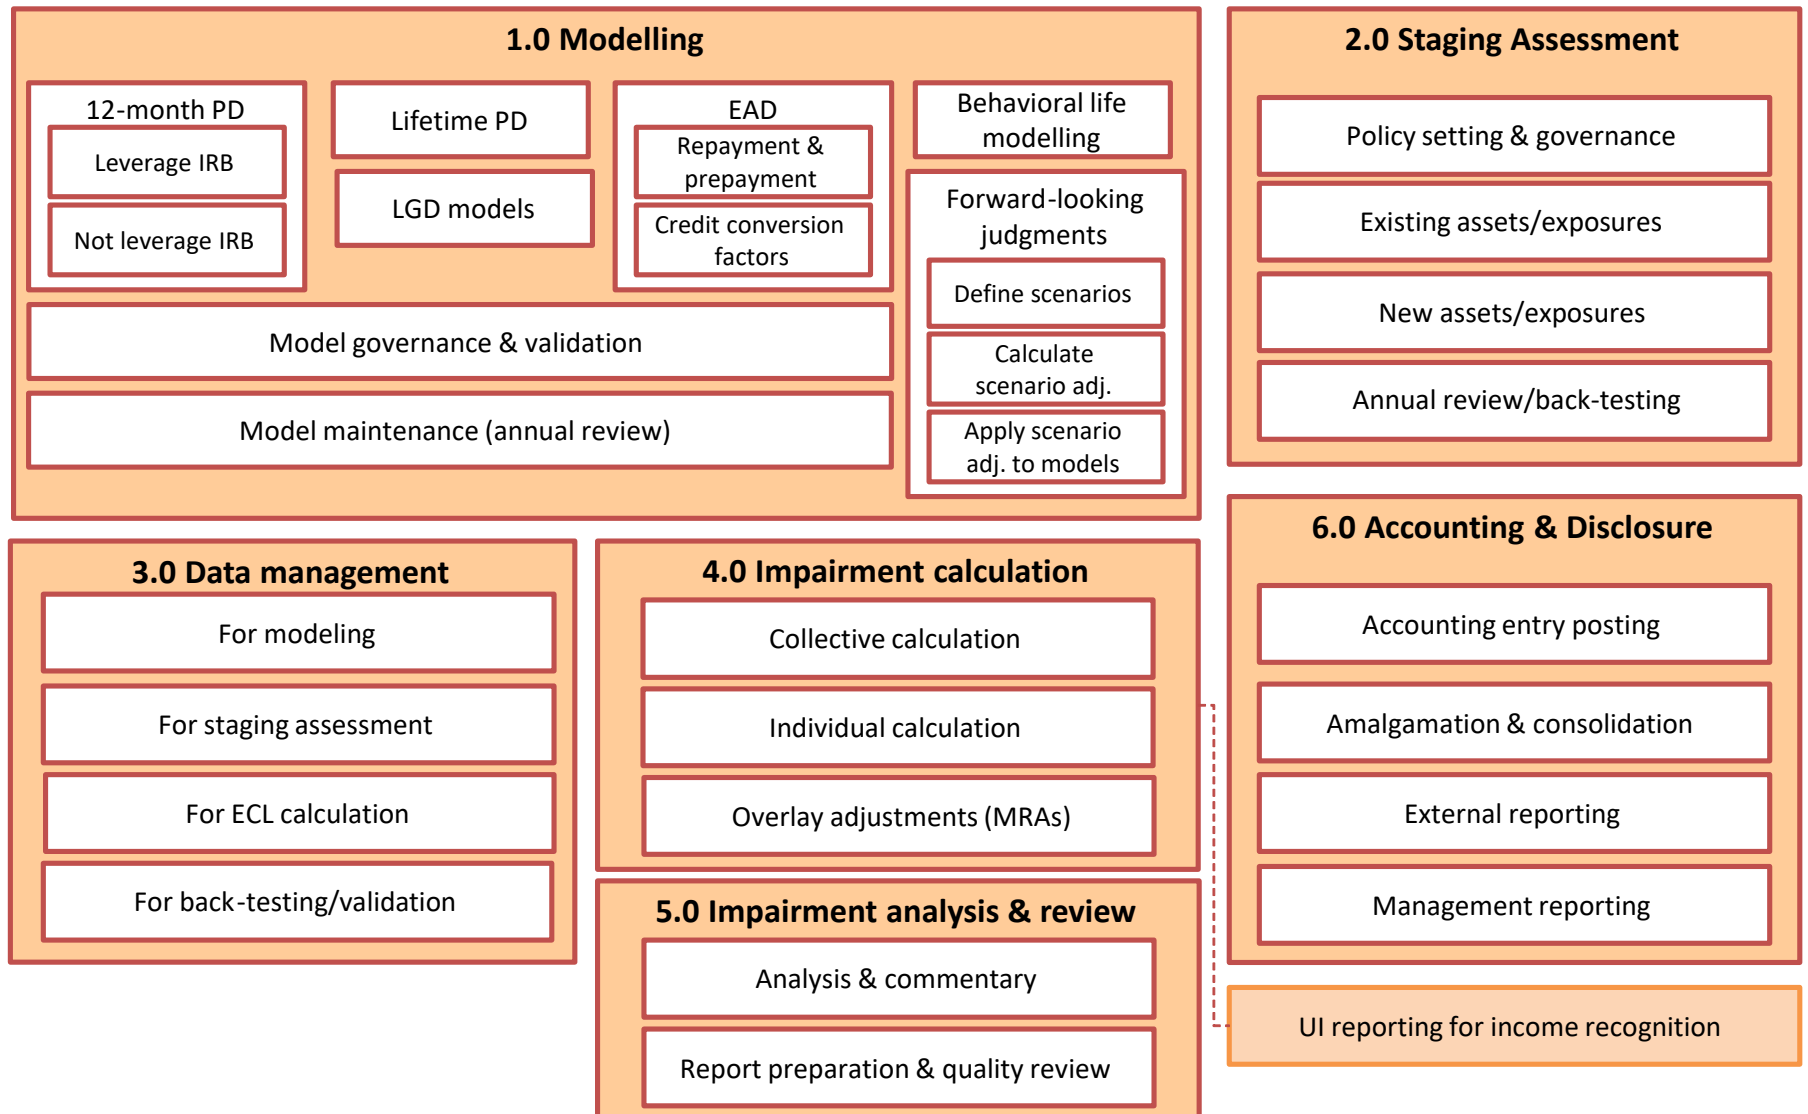 1.0 Modelling
12-month PD
Leverage IRB
Not leverage IRB
Lifetime PD
LGD models
EAD
Repayment &
prepayment
Credit conversion
factors
Behavioral life
modelling
Forward-looking
judgments
Define scenarios
Calculate
scenario adj.
Apply scenario
adj. to models
Model governance & validation
Model maintenance (annual review)
2.0 Staging Assessment
Policy setting & governance
Existing assets/exposures
New assets/exposures
Annual review/back-testing
3.0 Data management
For modeling
For staging assessment
For ECL calculation
For back-testing/validation
4.0 Impairment calculation
Collective calculation
Individual calculation
Overlay adjustments (MRAs)
5.0 Impairment analysis & review
Analysis & commentary
Report preparation & quality review
6.0 Accounting & Disclosure
Accounting entry posting
Amalgamation & consolidation
External reporting
Management reporting
UI reporting for income recognition